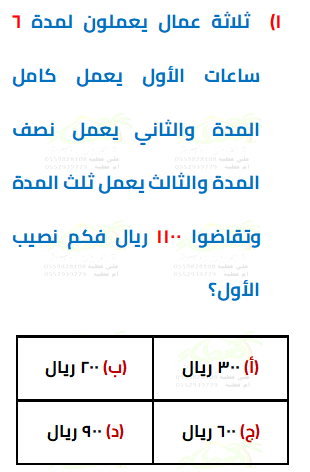 ١) ثلاثة عمال يعملون لمدة ٦
ساعات الأول يعمل كامل
المدة والثاني يعمل نصف
المدة والثالث يعمل ثلث المدة
وتقاضوا ١١٠٠ ريال فكم نصيب
الأول؟
(أ) ٣٠٠ ريال (ب) ٢٠٠ ريال
(ج) ٦٠٠ ريال (د) ٩٠٠ ريال